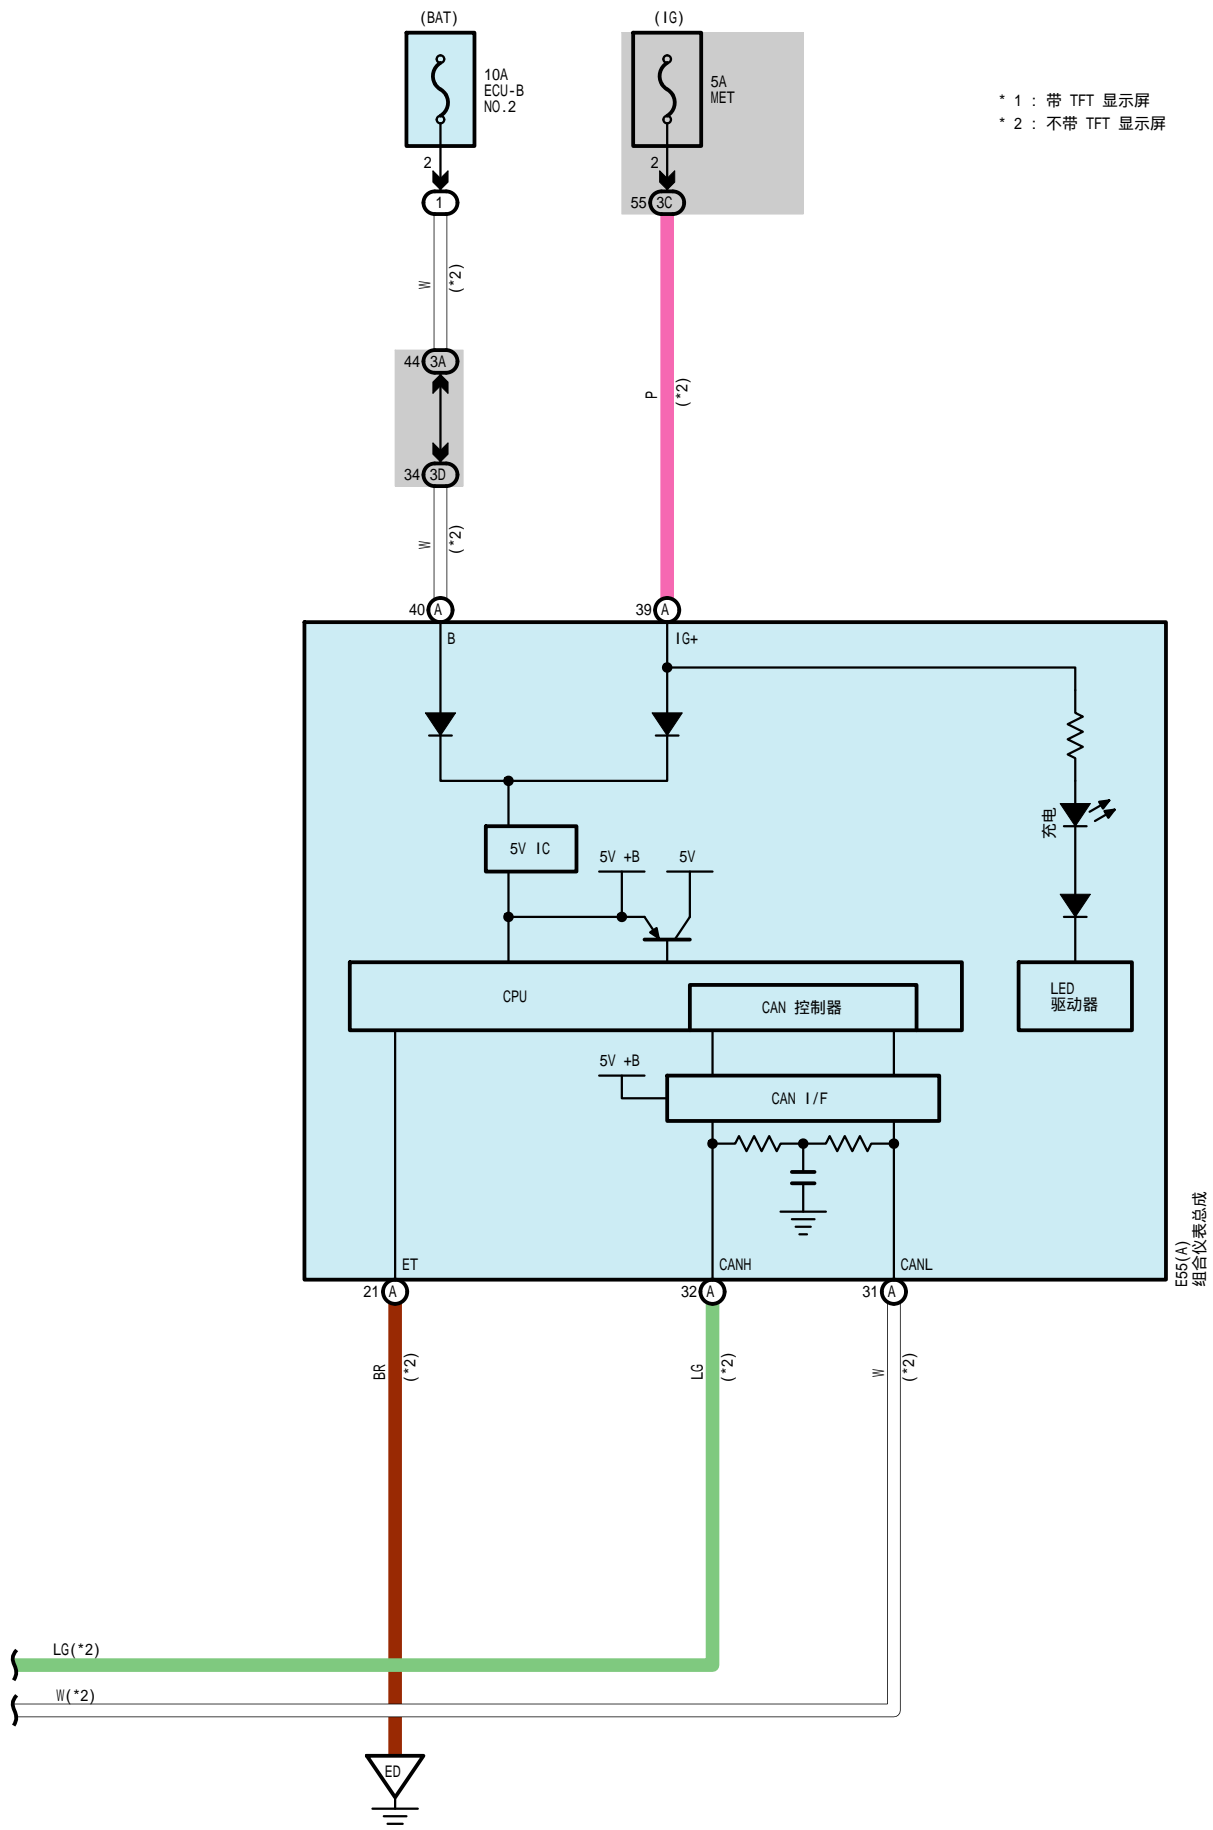 (BAT)
(IG)
10A
ECU-B
NO.2
5A
MET
* 1 : 带 TFT 显示屏
* 2 : 不带 TFT 显示屏
2
2
1
55 3C
W
(*2)
44 3A
P
(*2)
34 3D
W
(*2)
40 A
39 A
B
IG+
充电
5V IC
5V +B
5V
CPU
CAN 控制器
LED
驱动器
5V +B
CAN I/F
E55(A)
组合仪表总成
ET
CANH
CANL
21 A
32 A
31 A
BR
(*2)
LG
(*2)
W
(*2)
LG(*2)
W(*2)
ED